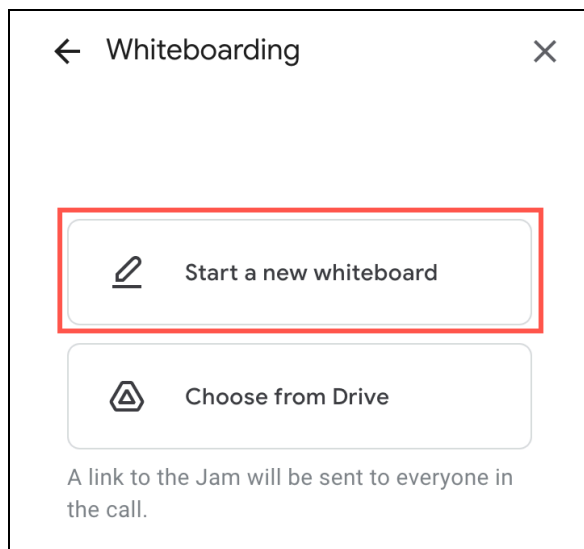 Whiteboarding
Start a new whiteboard
Choose from Drive
A link to the Jam will be sent to everyone in
the call.